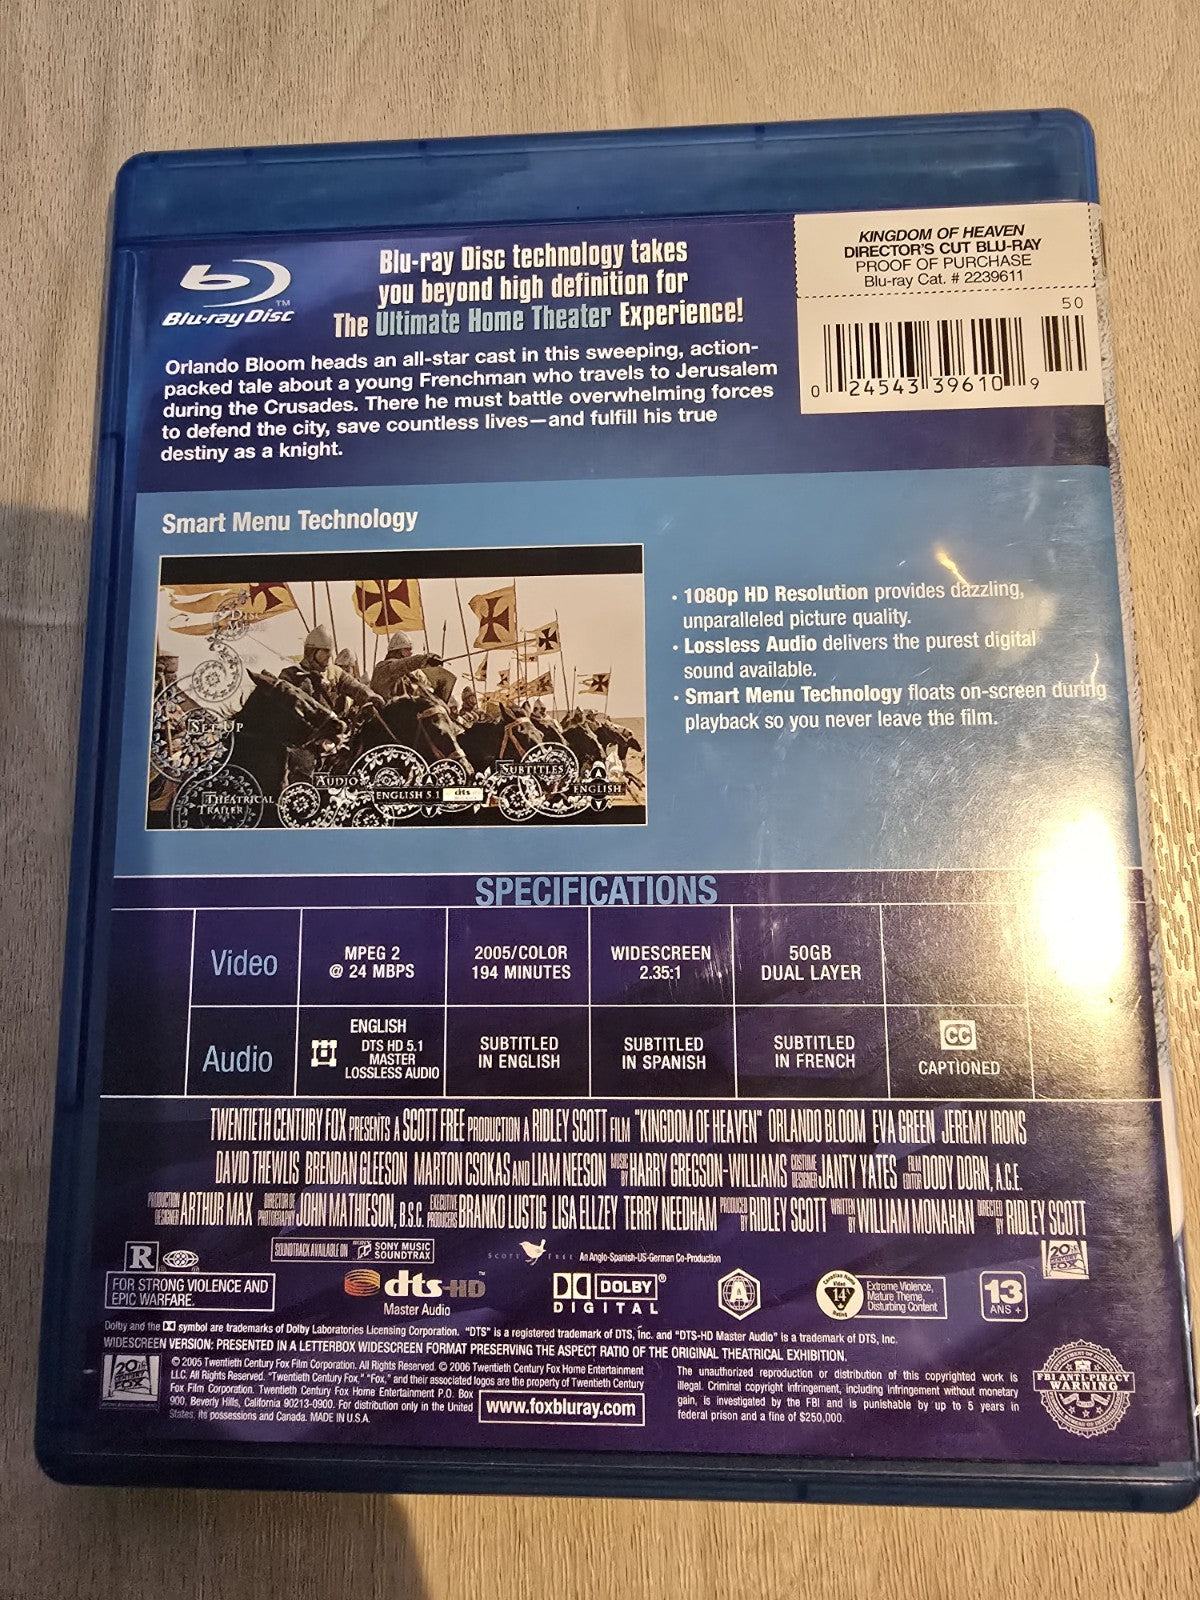 Blu-ray Disc™
Blu-ray Disc technology takes
you beyond high definition for
The Ultimate Home Theater Experience!
KINGDOM OF HEAVEN
DIRECTOR'S CUT BLU-RAY
PROOF OF PURCHASE
Blu-ray Cat. # 2239611
50
0 24543 39610 9
Orlando Bloom heads an all-star cast in this sweeping, action-
packed tale about a young Frenchman who travels to Jerusalem
during the Crusades. There he must battle overwhelming forces
to defend the city, save countless lives—and fulfill his true
destiny as a knight.
Smart Menu Technology
DISC
MENU
SET-UP
THEATRICAL
TRAILER
AUDIO
ENGLISH 5.1 dts
SUBTITLES
ENGLISH
· 1080p HD Resolution provides dazzling,
unparalleled picture quality.
· Lossless Audio delivers the purest digital
sound available.
· Smart Menu Technology floats on-screen during
playback so you never leave the film.
SPECIFICATIONS
Video
MPEG 2
@ 24 MBPS
2005/COLOR
194 MINUTES
WIDESCREEN
2.35:1
50GB
DUAL LAYER
Audio
ENGLISH
DTS HD 5.1
MASTER
LOSSLESS AUDIO
SUBTITLED
IN ENGLISH
SUBTITLED
IN SPANISH
SUBTITLED
IN FRENCH
CC
CAPTIONED
TWENTIETH CENTURY FOX PRESENTS A SCOTT FREE PRODUCTION A RIDLEY SCOTT FILM "KINGDOM OF HEAVEN" ORLANDO BLOOM EVA GREEN JEREMY IRONS
DAVID THEWLIS BRENDAN GLEESON MARTON CSOKAS AND LIAM NEESON MUSIC BY HARRY GREGSON-WILLIAMS COSTUME DESIGNER JANTY YATES FILM EDITOR DODY DORN, A.C.E.
PRODUCTION DESIGNER ARTHUR MAX DIRECTOR OF PHOTOGRAPHY JOHN MATHIESON, B.S.C. EXECUTIVE PRODUCERS BRANKO LUSTIG LISA ELLZEY TERRY NEEDHAM PRODUCED BY RIDLEY SCOTT WRITTEN BY WILLIAM MONAHAN DIRECTED BY RIDLEY SCOTT
R
FOR STRONG VIOLENCE AND
EPIC WARFARE.
SOUNDTRACK AVAILABLE ON SONY MUSIC
SOUNDTRAX
SCOTT FREE An Anglo-Spanish-US-German Co-Production
20TH
CENTURY
FOX
dts-HD™
Master Audio
DOLBY®
DIGITAL
A
Canadian Home
Video
14A
Rating
Extreme Violence,
Mature Theme,
Disturbing Content
13
ANS +
Dolby and the DD symbol are trademarks of Dolby Laboratories Licensing Corporation. "DTS" is a registered trademark of DTS, Inc. and "DTS-HD Master Audio" is a trademark of DTS, Inc.
WIDESCREEN VERSION: PRESENTED IN A LETTERBOX WIDESCREEN FORMAT PRESERVING THE ASPECT RATIO OF THE ORIGINAL THEATRICAL EXHIBITION.
20TH
CENTURY
FOX
© 2005 Twentieth Century Fox Film Corporation. All Rights Reserved. © 2006 Twentieth Century Fox Home Entertainment
LLC. All Rights Reserved. "Twentieth Century Fox," "Fox," and their associated logos are the property of Twentieth Century
Fox Film Corporation. Twentieth Century Fox Home Entertainment P.O. Box
900, Beverly Hills, California 90213-0900. For distribution only in the United
States, its possessions and Canada. MADE IN U.S.A.
www.foxbluray.com
The unauthorized reproduction or distribution of this copyrighted work is
illegal. Criminal copyright infringement, including infringement without monetary
gain, is investigated by the FBI and is punishable by up to 5 years in
federal prison and a fine of $250,000.
FBI ANTI-PIRACY
WARNING